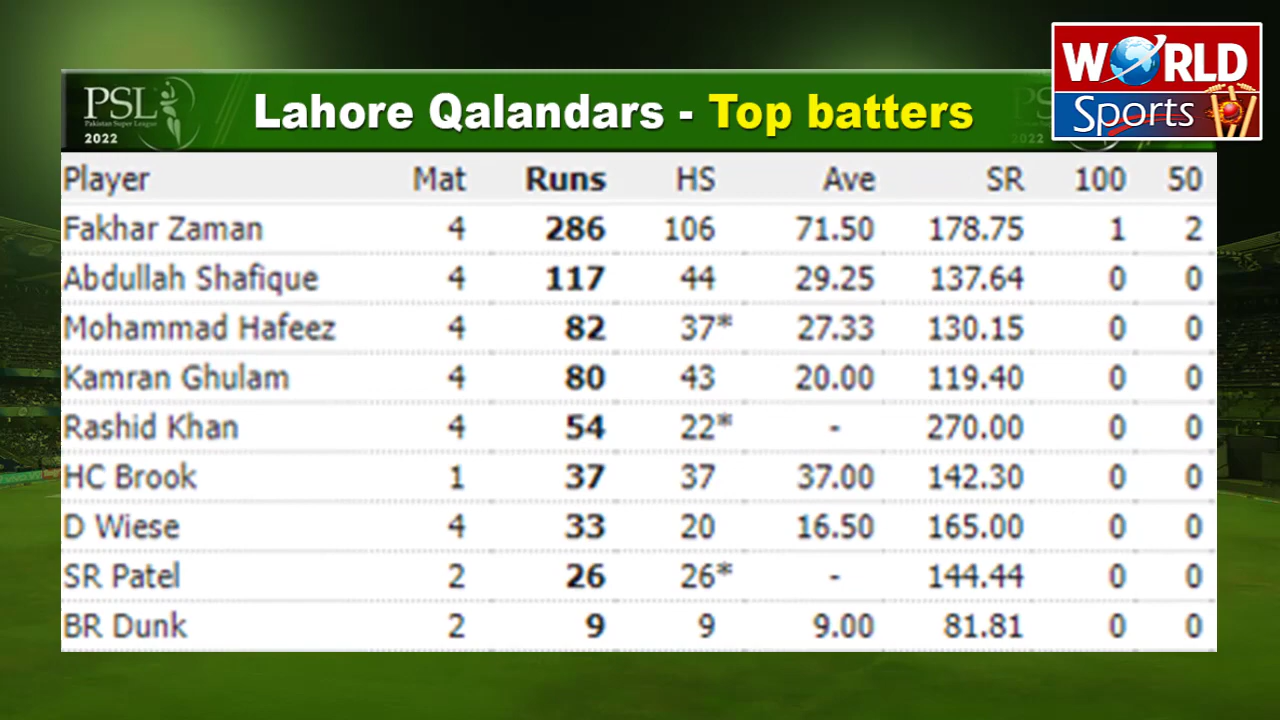 WORLD
Sports
PSL
Pakistan Super League
2022
Lahore Qalandars - Top batters
PS
2022
Player Mat Runs HS Ave SR 100 50
Fakhar Zaman 4 286 106 71.50 178.75 1 2
Abdullah Shafique 4 117 44 29.25 137.64 0 0
Mohammad Hafeez 4 82 37* 27.33 130.15 0 0
Kamran Ghulam 4 80 43 20.00 119.40 0 0
Rashid Khan 4 54 22* - 270.00 0 0
HC Brook 1 37 37 37.00 142.30 0 0
D Wiese 4 33 20 16.50 165.00 0 0
SR Patel 2 26 26* - 144.44 0 0
BR Dunk 2 9 9 9.00 81.81 0 0